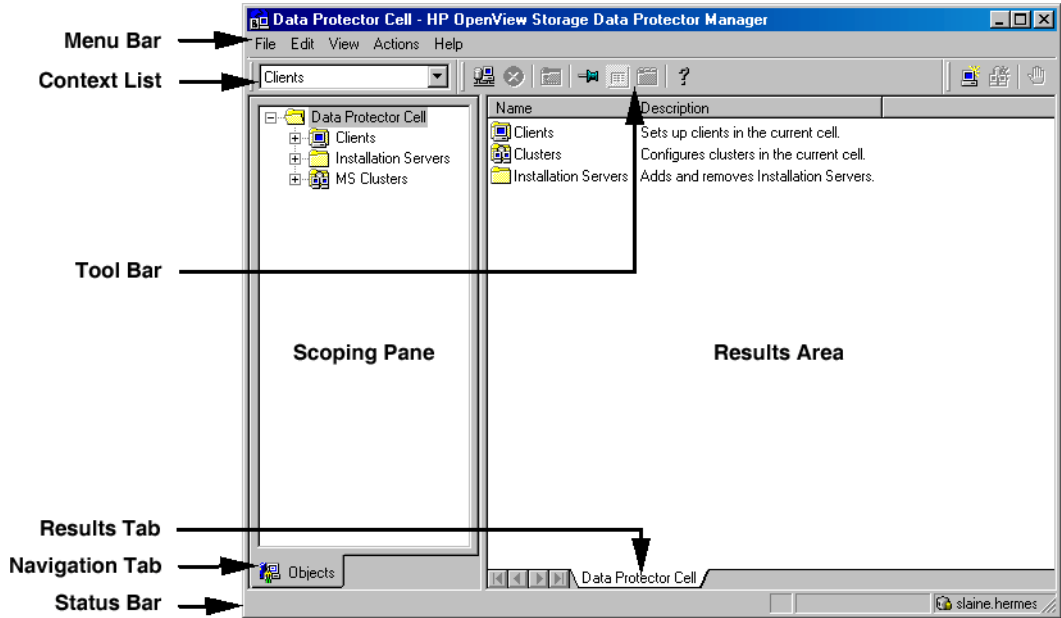 Data Protector Cell - HP OpenView Storage Data Protector Manager
Menu Bar
File Edit View Actions Help
Context List
Clients
Name Description
Data Protector Cell
Clients
Installation Servers
MS Clusters
Clients Sets up clients in the current cell.
Clusters Configures clusters in the current cell.
Installation Servers Adds and removes Installation Servers.
Tool Bar
Scoping Pane
Results Area
Results Tab
Navigation Tab
Objects
Data Protector Cell
Status Bar
slaine.hermes